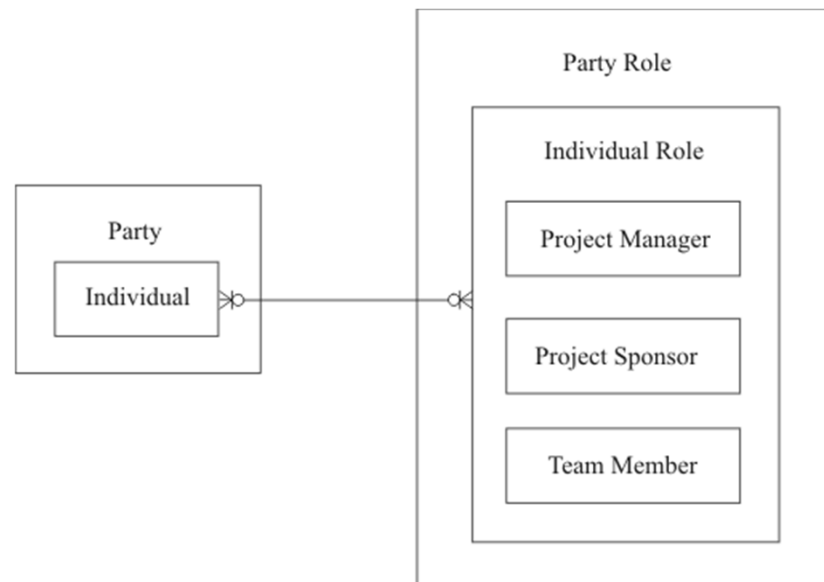 Party Role
Individual Role
Party
Project Manager
Individual
Project Sponsor
Team Member